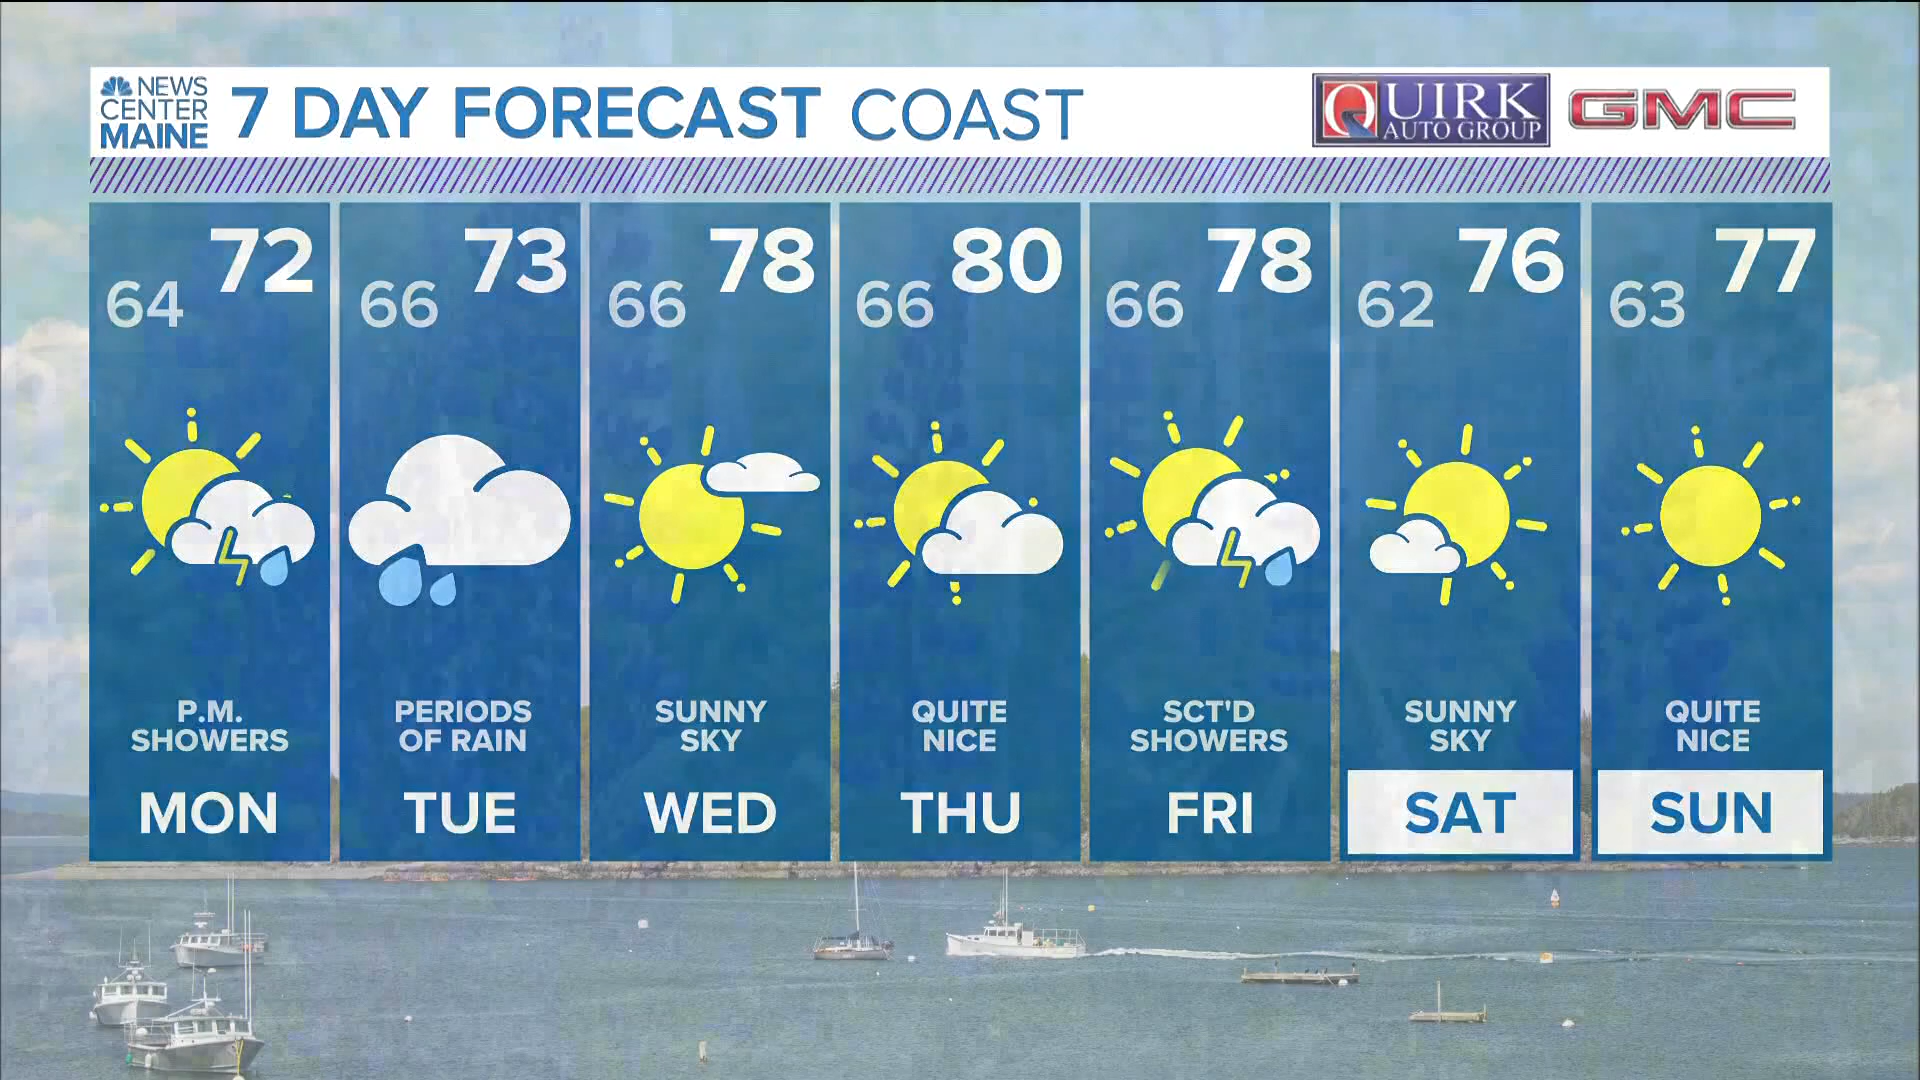 NEWS
CENTER
MAINE
7 DAY FORECAST COAST
QUIRK
AUTO GROUP
GMC
64 72
P.M.
SHOWERS
MON
66 73
PERIODS
OF RAIN
TUE
66 78
SUNNY
SKY
WED
66 80
QUITE
NICE
THU
66 78
SCT'D
SHOWERS
FRI
62 76
SUNNY
SKY
SAT
63 77
QUITE
NICE
SUN